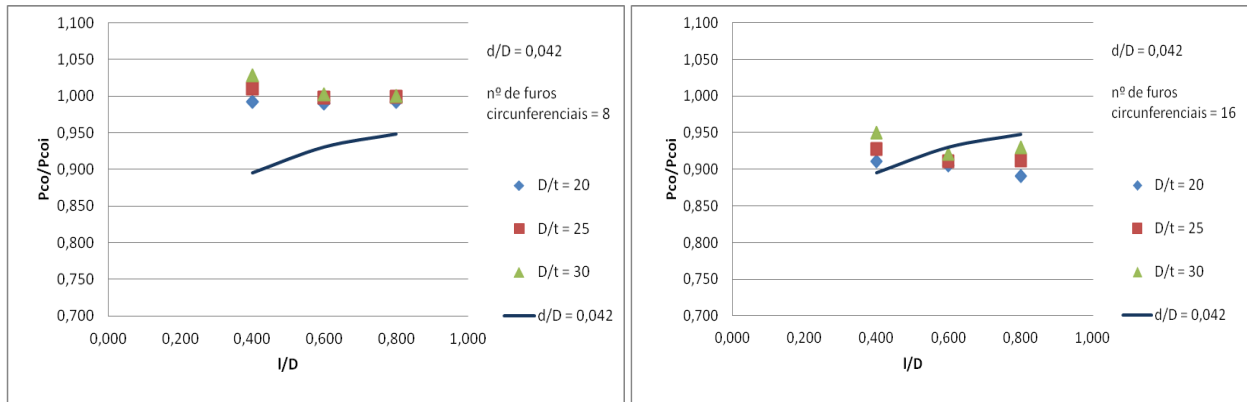 1,100
1,050
1,000
0,950
0,900
0,850
0,800
0,750
0,700
Pco/Pcoi
0,000 0,200 0,400 0,600 0,800 1,000
l/D
d/D = 0,042
nº de furos
circunferenciais = 8
D/t = 20
D/t = 25
D/t = 30
d/D = 0,042
1,100
1,050
1,000
0,950
0,900
0,850
0,800
0,750
0,700
Pco/Pcoi
0,000 0,200 0,400 0,600 0,800 1,000
l/D
d/D = 0,042
nº de furos
circunferenciais = 16
D/t = 20
D/t = 25
D/t = 30
d/D = 0,042